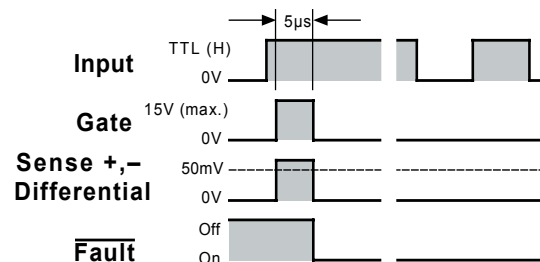 5µs
Input
TTL (H)
0V
Gate
15V (max.)
0V
Sense +,–
Differential
50mV
0V
Fault
Off
On